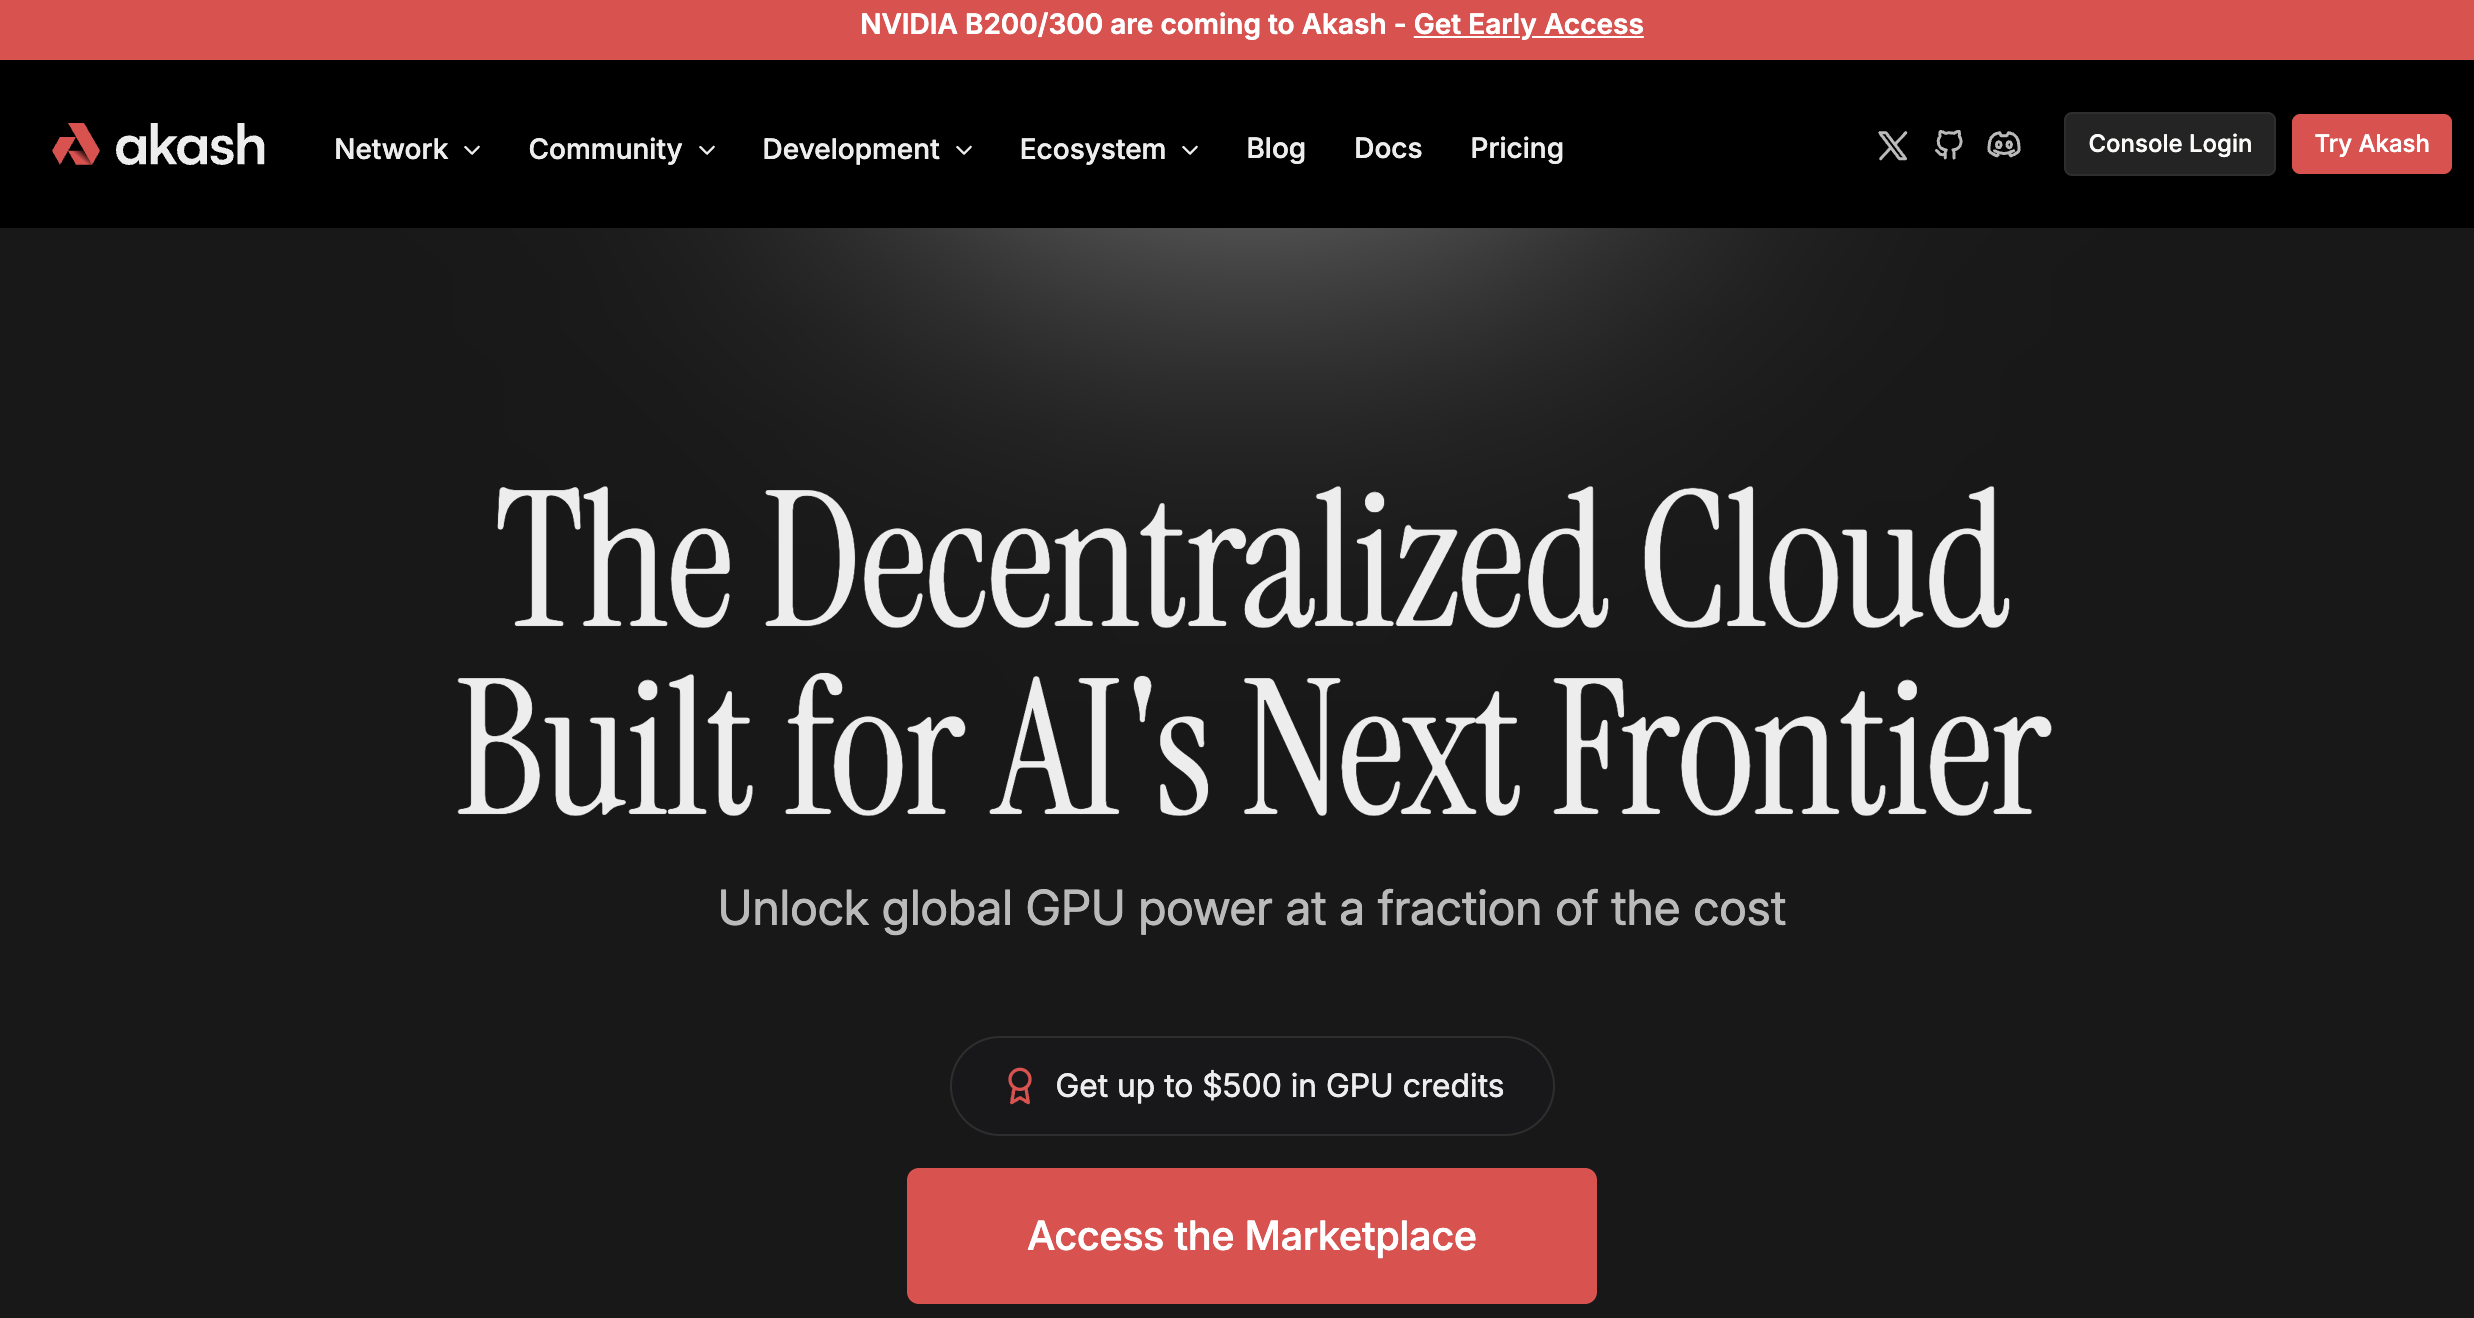 NVIDIA B200/300 are coming to Akash - Get Early Access
akash Network Community Development Ecosystem Blog Docs Pricing Console Login Try Akash
The Decentralized Cloud
Built for AI's Next Frontier
Unlock global GPU power at a fraction of the cost
Get up to $500 in GPU credits
Access the Marketplace